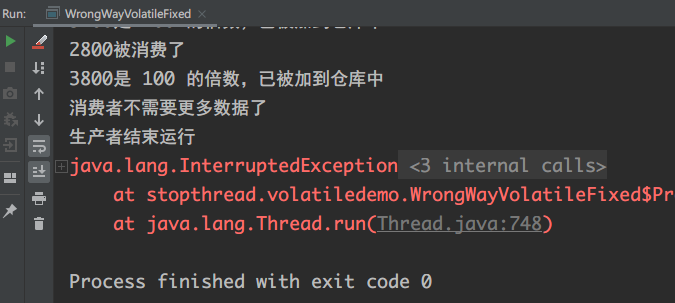 Run: WrongWayVolatileFixed ×
2800被消费了
3800是 100 的倍数，已被加到仓库中
消费者不需要更多数据了
生产者结束运行
java.lang.InterruptedException <3 internal calls>
at stopthread.volatiledemo.WrongWayVolatileFixed$Pr
at java.lang.Thread.run(Thread.java:748)
Process finished with exit code 0